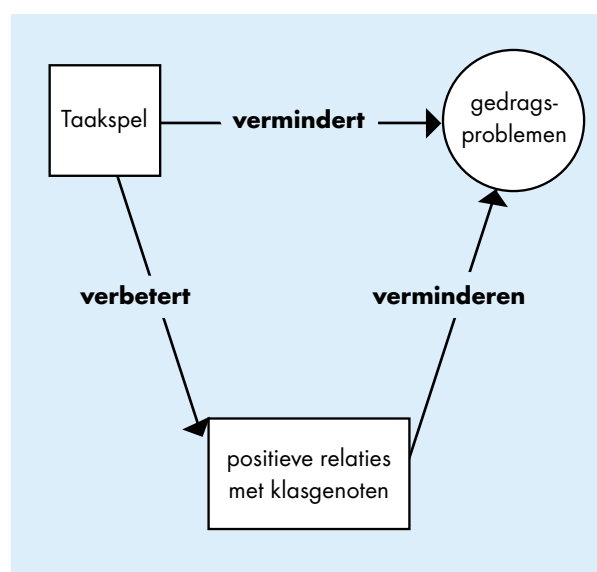 Taakspel
vermindert
gedrags-
problemen
verbetert
verminderen
positieve relaties
met klasgenoten